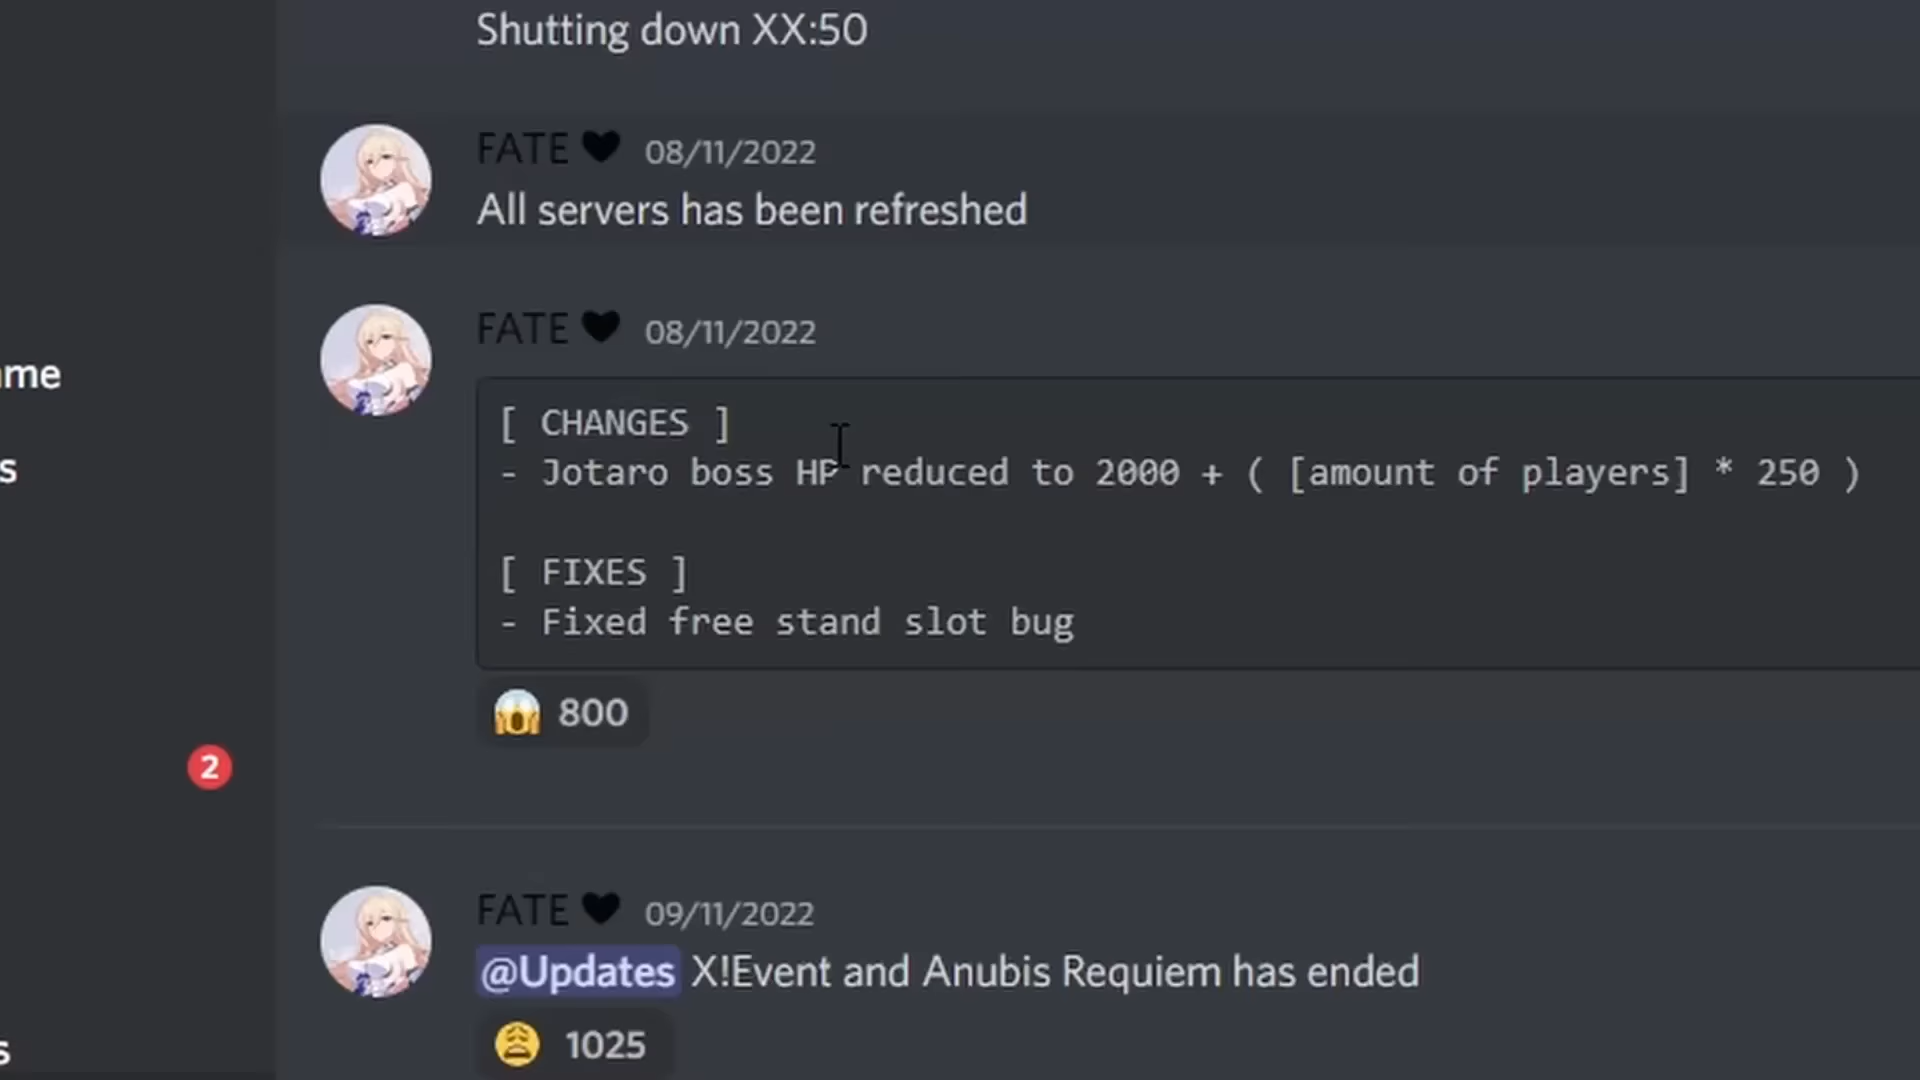 Shutting down XX:50
FATE 🖤 08/11/2022
All servers has been refreshed
FATE 🖤 08/11/2022
ame
[ CHANGES ]
s
- Jotaro boss HP reduced to 2000 + ( [amount of players] * 250 )
[ FIXES ]
- Fixed free stand slot bug
😱 800
2
FATE 🖤 09/11/2022
@Updates X!Event and Anubis Requiem has ended
😩 1025
s